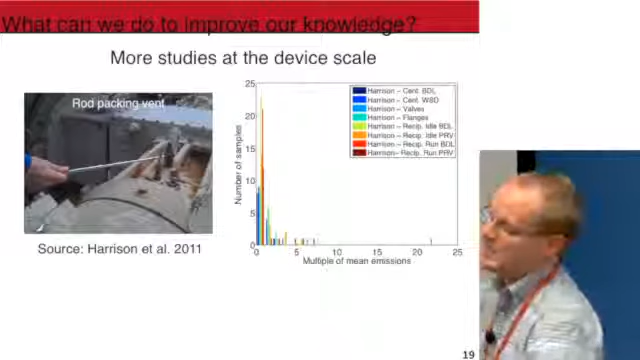 What can we do to improve our knowledge?
More studies at the device scale
Rod packing vent
Source: Harrison et al. 2011
25
20
15
10
5
0
Number of samples
Harrison – Cent. BDL
Harrison – Cent. WSD
Harrison – Valves
Harrison – Flanges
Harrison – Recip. Idle BDL
Harrison – Recip. Idle PRV
Harrison – Recip. Run BDL
Harrison – Recip. Run PRV
0 5 10 15 20 25
Multiple of mean emissions
19